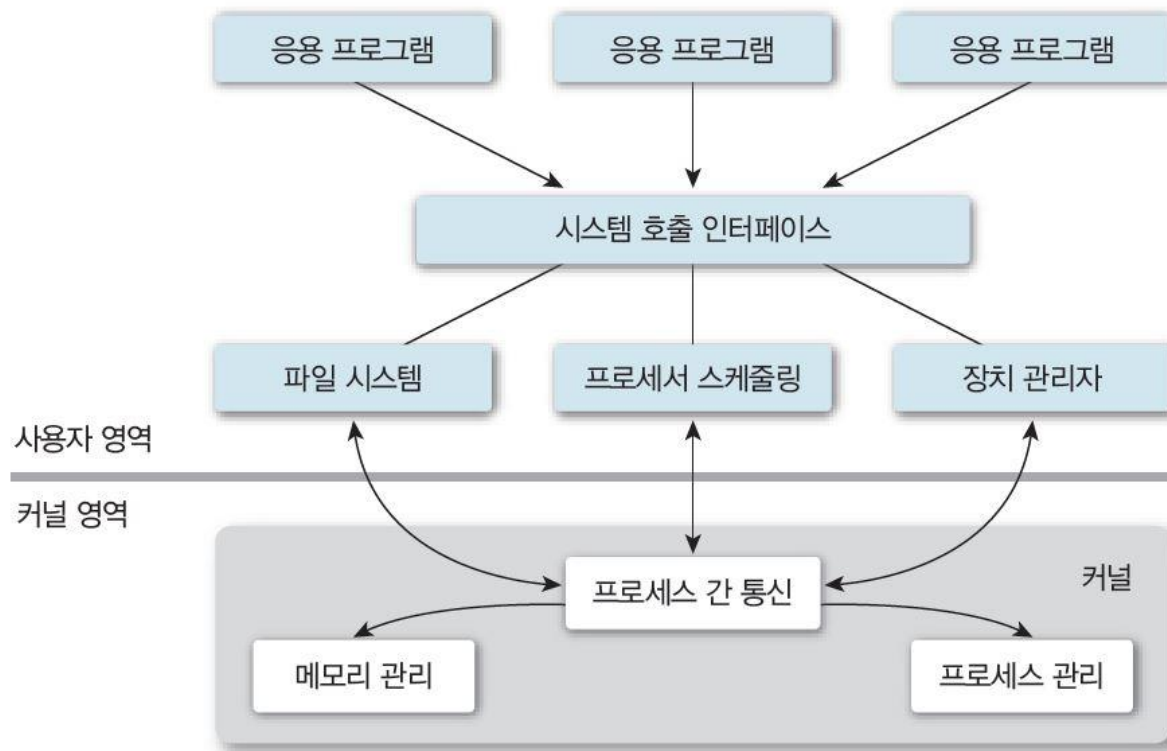 응용 프로그램
응용 프로그램
응용 프로그램
시스템 호출 인터페이스
파일 시스템
프로세서 스케줄링
장치 관리자
사용자 영역
커널 영역
프로세스 간 통신
커널
메모리 관리
프로세스 관리